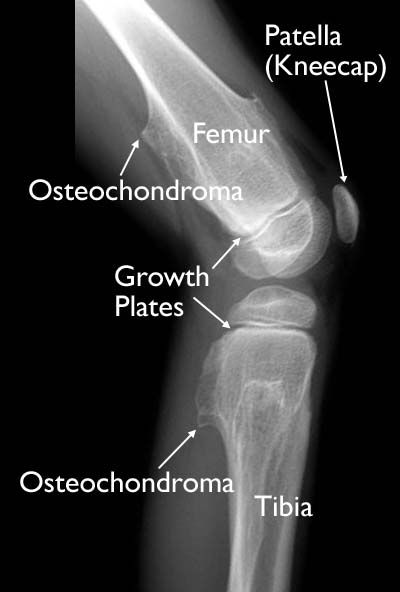 Patella
(Kneecap)
Femur
Osteochondroma
Growth
Plates
Osteochondroma
Tibia